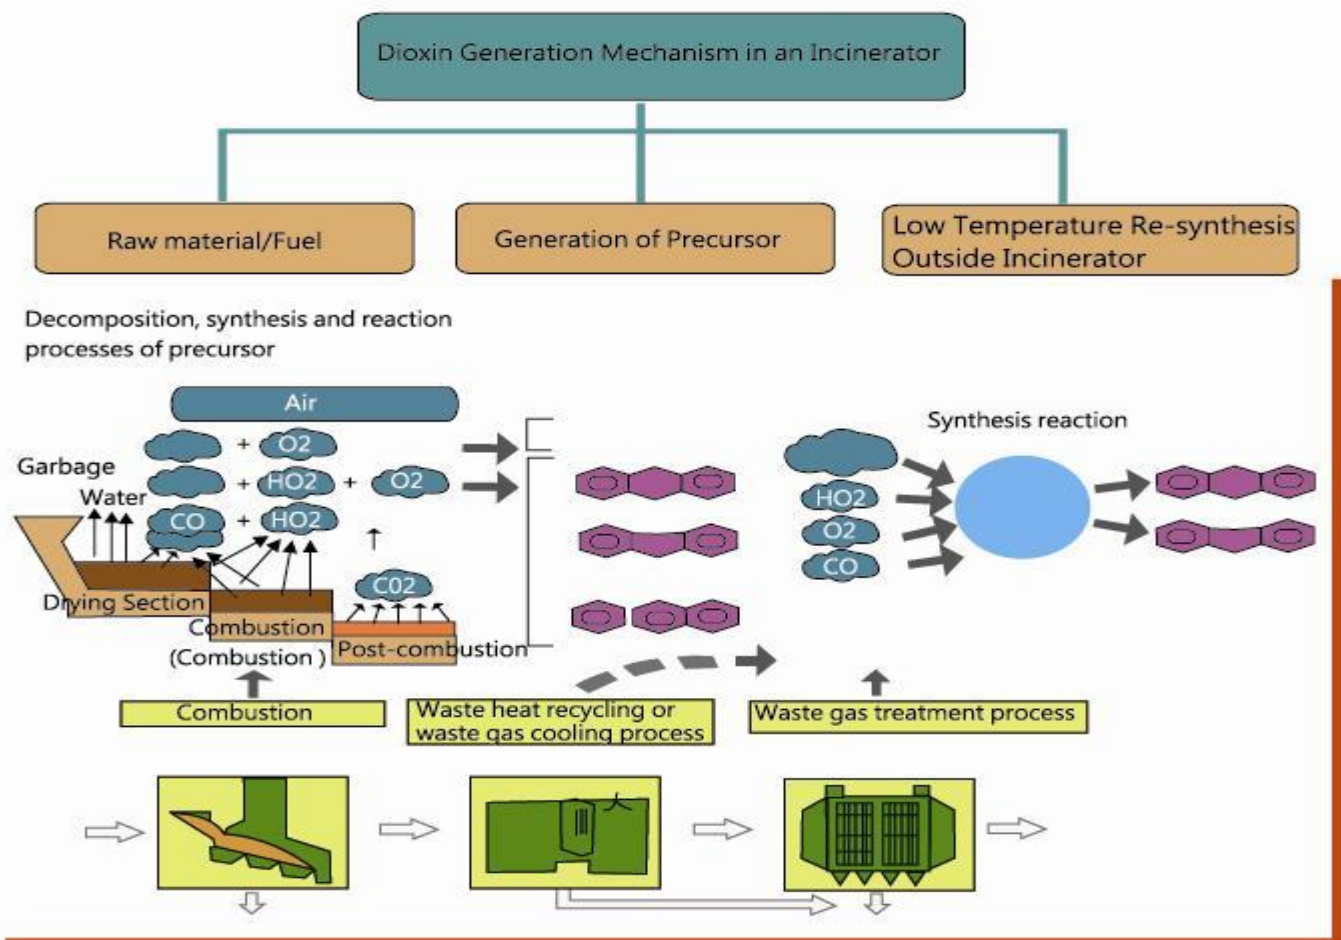 Dioxin Generation Mechanism in an Incinerator
Raw material/Fuel
Generation of Precursor
Low Temperature Re-synthesis
Outside Incinerator
Decomposition, synthesis and reaction
processes of precursor
Air
+ O2
Garbage
+ HO2 + O2
Water
CO + HO2
CO2
Drying Section
Combustion
(Combustion )
Post-combustion
Synthesis reaction
HO2
O2
CO
Combustion
Waste heat recycling or
waste gas cooling process
Waste gas treatment process